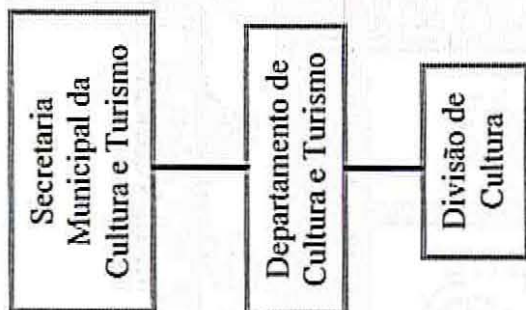 Secretaria
Municipal da
Cultura e Turismo
Departamento de
Cultura e Turismo
Divisão de
Cultura